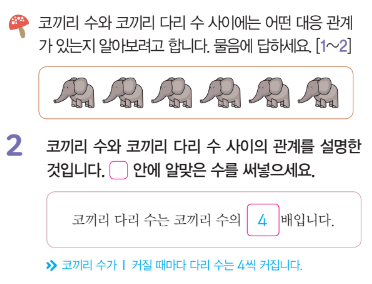 코끼리 수와 코끼리 다리 수 사이에는 어떤 대응 관계
가 있는지 알아보려고 합니다. 물음에 답하세요. [1~2]
2 코끼리 수와 코끼리 다리 수 사이의 관계를 설명한
것입니다. □ 안에 알맞은 수를 써넣으세요.
코끼리 다리 수는 코끼리 수의 4 배입니다.
코끼리 수가 1 커질 때마다 다리 수는 4씩 커집니다.